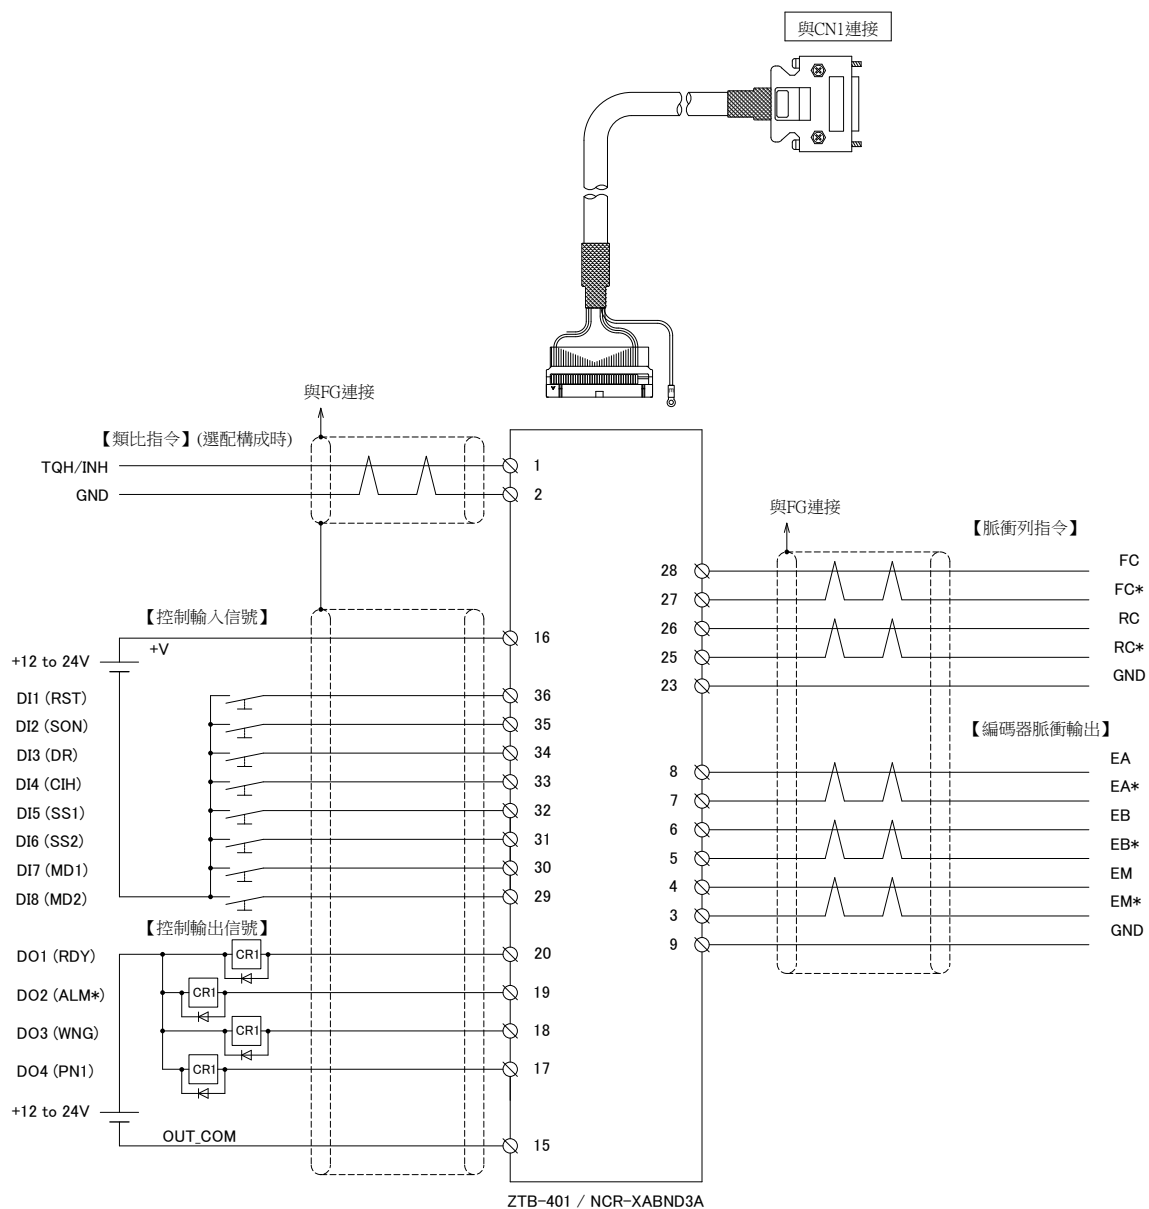 與CN1連接
與FG連接
【類比指令】(選配構成時)
TQH/INH
GND
1
2
與FG連接
【脈衝列指令】
28
27
26
25
23
FC
FC*
RC
RC*
GND
【控制輸入信號】
+V
+12 to 24V
16
DI1 (RST)
36
DI2 (SON)
35
DI3 (DR)
34
DI4 (CIH)
33
DI5 (SS1)
32
DI6 (SS2)
31
DI7 (MD1)
30
DI8 (MD2)
29
【編碼器脈衝輸出】
8
7
6
5
4
3
9
EA
EA*
EB
EB*
EM
EM*
GND
【控制輸出信號】
DO1 (RDY)
CR1
20
DO2 (ALM*)
CR1
19
DO3 (WNG)
CR1
18
DO4 (PN1)
CR1
17
+12 to 24V
OUT_COM
15
ZTB-401 / NCR-XABND3A